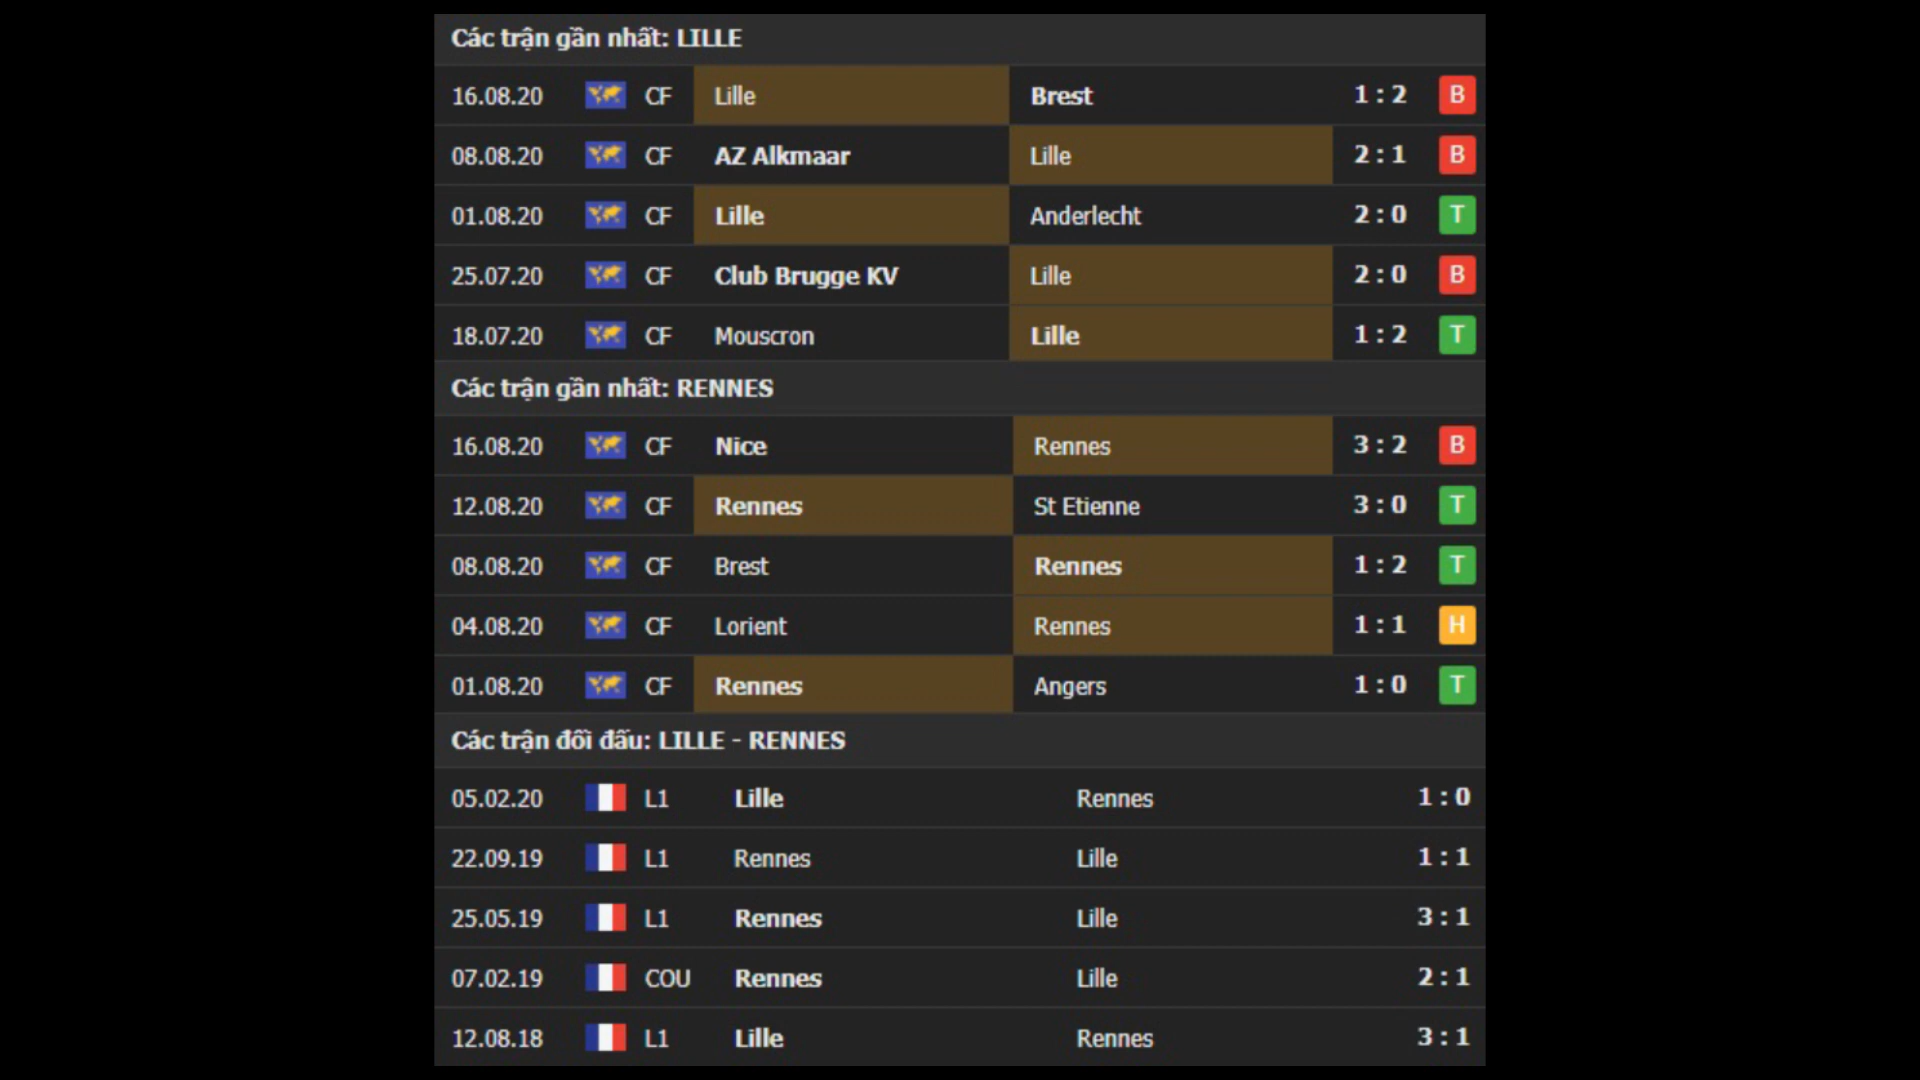 Các trận gần nhất: LILLE
16.08.20 CF Lille Brest 1 : 2 B
08.08.20 CF AZ Alkmaar Lille 2 : 1 B
01.08.20 CF Lille Anderlecht 2 : 0 T
25.07.20 CF Club Brugge KV Lille 2 : 0 B
18.07.20 CF Mouscron Lille 1 : 2 T
Các trận gần nhất: RENNES
16.08.20 CF Nice Rennes 3 : 2 B
12.08.20 CF Rennes St Etienne 3 : 0 T
08.08.20 CF Brest Rennes 1 : 2 T
04.08.20 CF Lorient Rennes 1 : 1 H
01.08.20 CF Rennes Angers 1 : 0 T
Các trận đối đấu: LILLE - RENNES
05.02.20 L1 Lille Rennes 1 : 0
22.09.19 L1 Rennes Lille 1 : 1
25.05.19 L1 Rennes Lille 3 : 1
07.02.19 COU Rennes Lille 2 : 1
12.08.18 L1 Lille Rennes 3 : 1